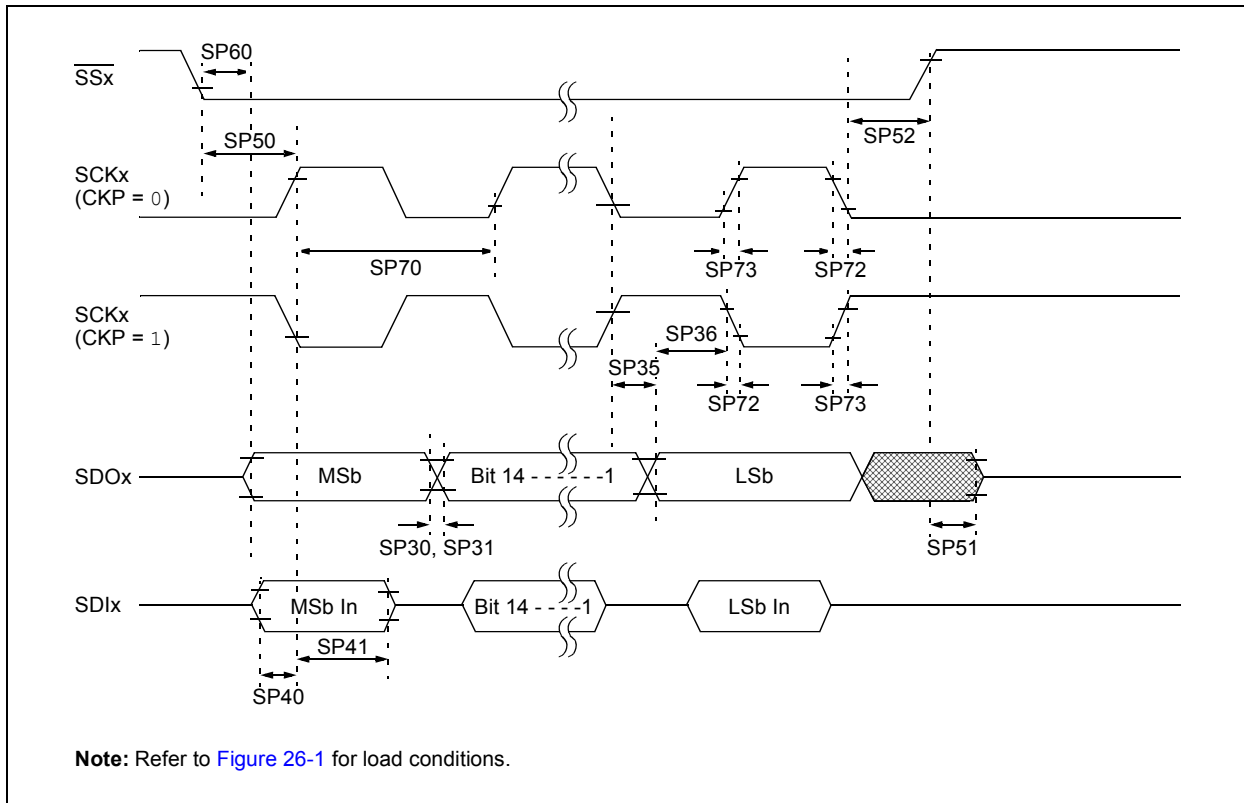 SP60
SSx
SP50
SP52
SCKx
(CKP = 0)
SP70
SP73
SP72
SCKx
(CKP = 1)
SP36
SP35
SP72
SP73
SDOx
MSb
Bit 14 - - - - - -1
LSb
SP30, SP31
SP51
SDIx
MSb In
Bit 14 - - - -1
LSb In
SP41
SP40
Note: Refer to Figure 26-1 for load conditions.